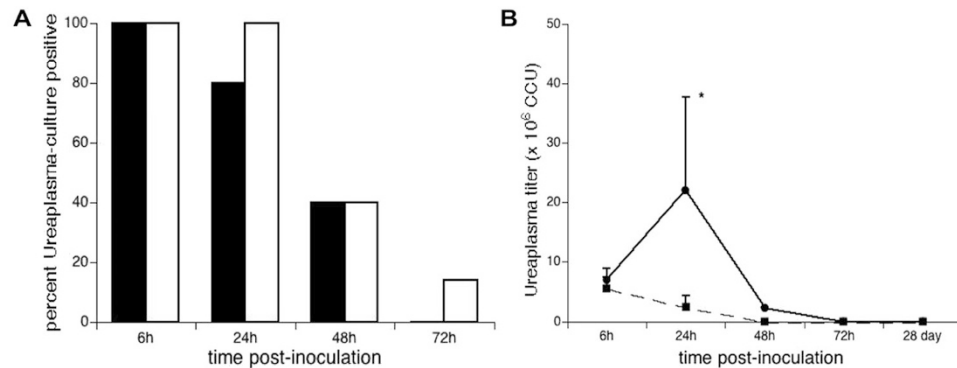 A
percent Ureaplasma-culture positive
100
80
60
40
20
0
6h 24h 48h 72h
time post-inoculation
B
Ureaplasma titer (x 10⁶ CCU)
50
40
30
20
10
0
*
6h 24h 48h 72h 28 day
time post-inoculation